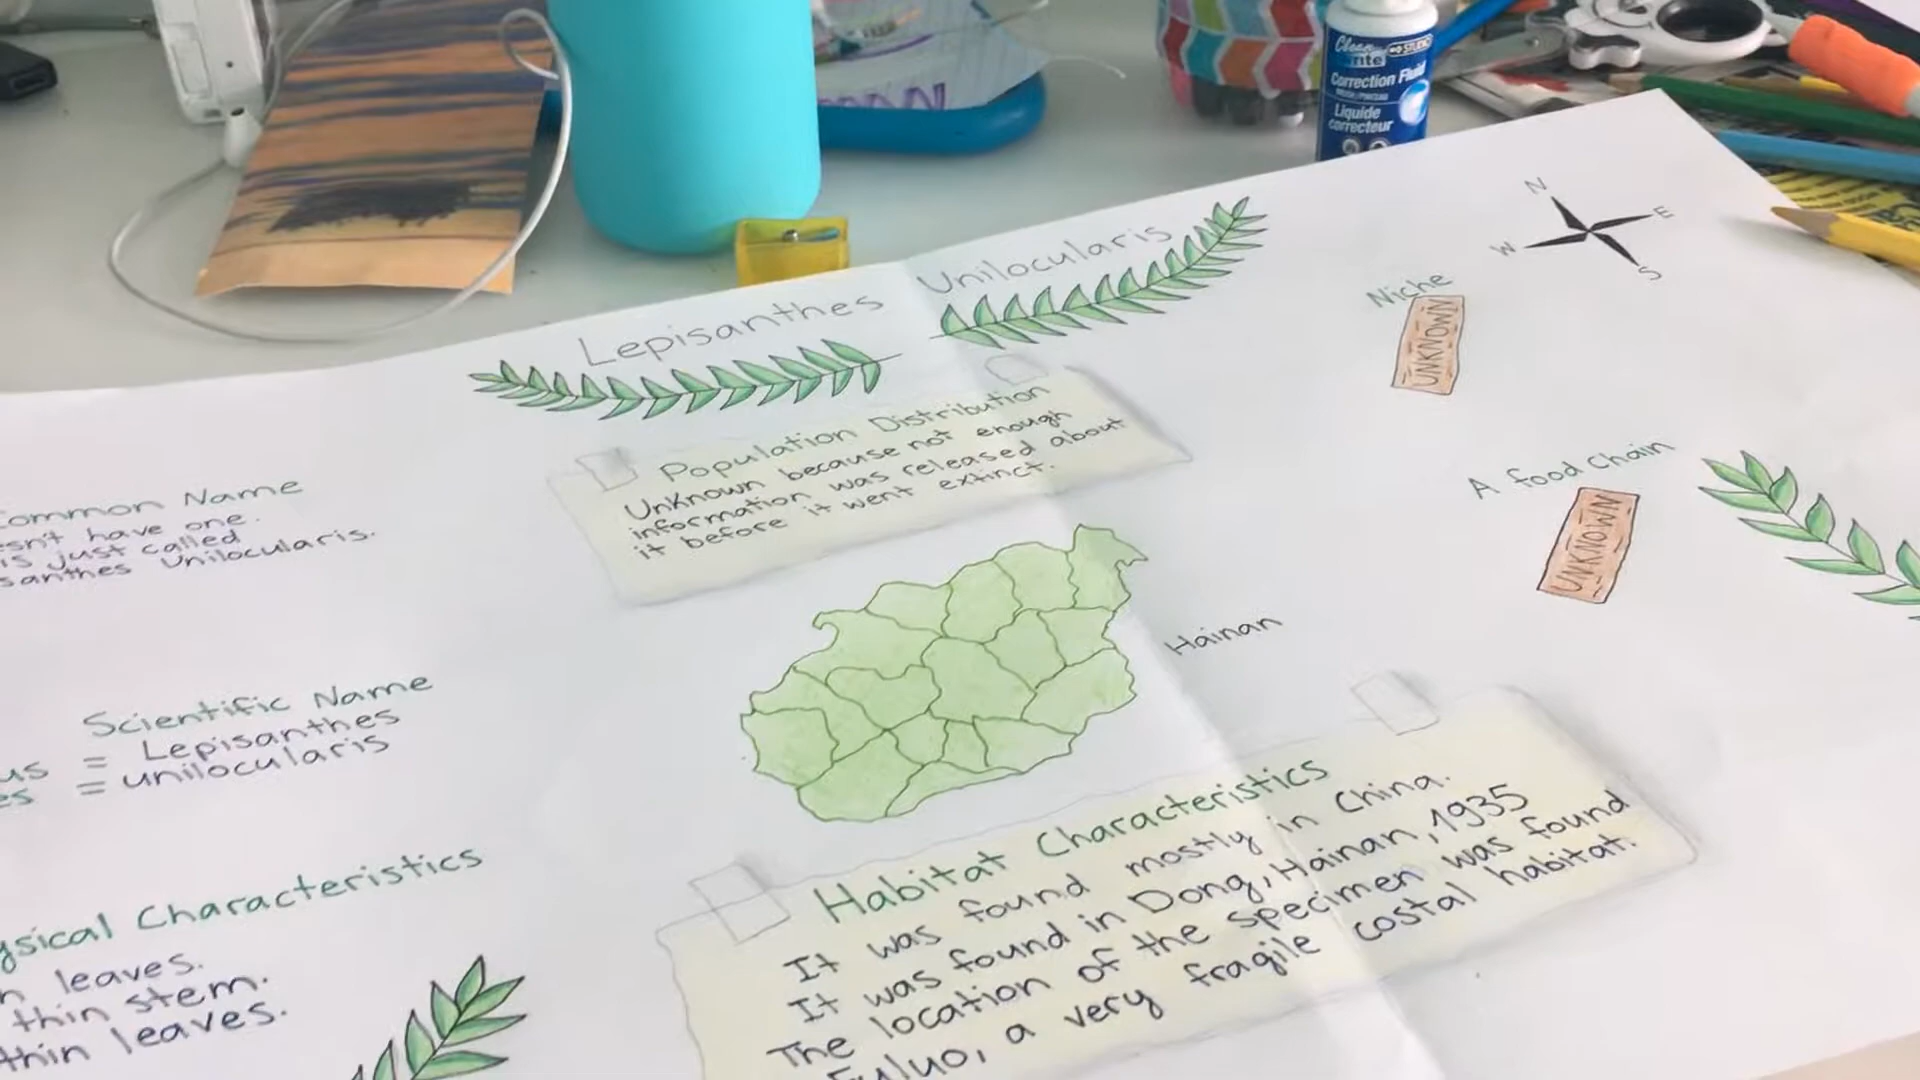 Clean
rite
STUDIO
Correction Fluid
Liquide
correcteur
Lepisanthes Unilocularis
N
E
W
S
Niche
UNKNOWN
Population Distribution
Unknown because not enough
information was released about
it before it went extinct.
A food chain
UNKNOWN
Common Name
esn't have one.
is just called
santhes Unilocularis.
Hainan
Scientific Name
us = Lepisanthes
es = unilocularis
Habitat Characteristics
It was found mostly in China.
It was found in Dong, Hainan, 1935
The location of the specimen was found
Fuluo, a very fragile costal habitat.
ysical Characteristics
n leaves.
thin stem.
thin leaves.